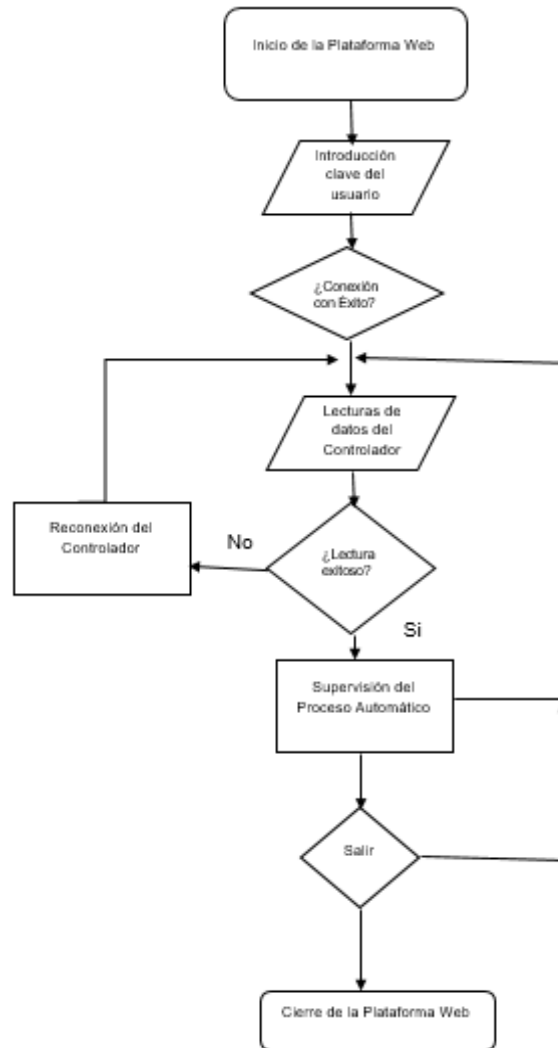 Inicio de la Plataforma Web
Introducción
clave del
usuario
¿Conexión
con Éxito?
Lecturas de
datos del
Controlador
Reconexión del
Controlador
No
¿Lectura
exitoso?
Si
Supervisión del
Proceso Automático
Salir
Cierre de la Plataforma Web